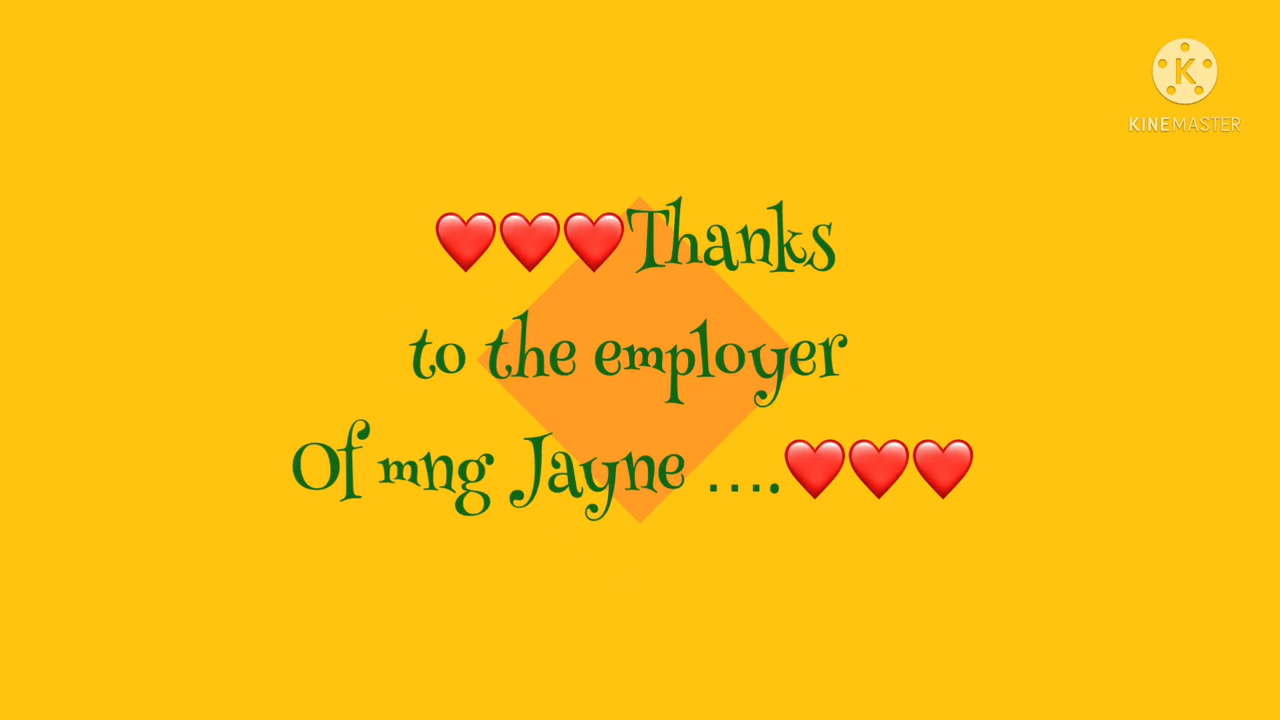 K
KINEMASTER
❤️❤️❤️Thanks
to the employer
Of mng Jayne ....❤️❤️❤️